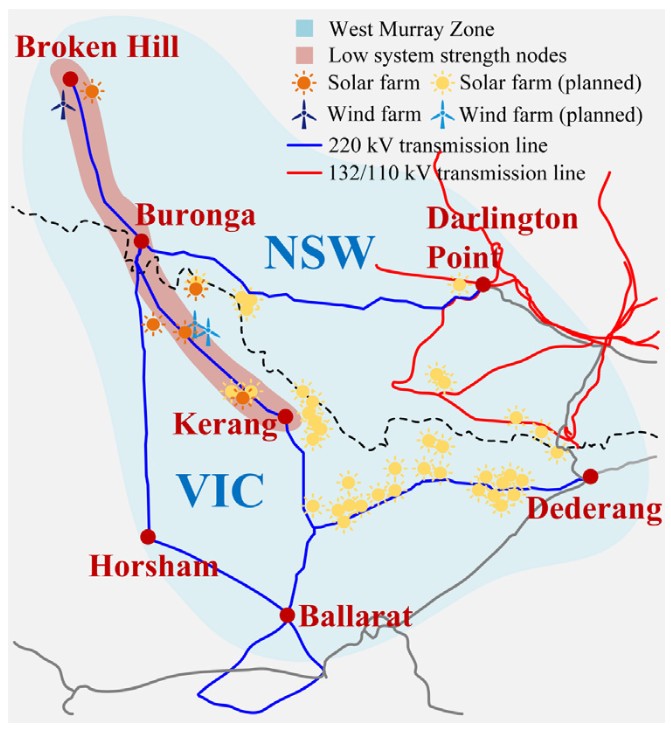 West Murray Zone
Broken Hill
Low system strength nodes
Solar farm
Solar farm (planned)
Wind farm
Wind farm (planned)
220 kV transmission line
132/110 kV transmission line
Buronga
NSW
Darlington
Point
Kerang
VIC
Dederang
Horsham
Ballarat